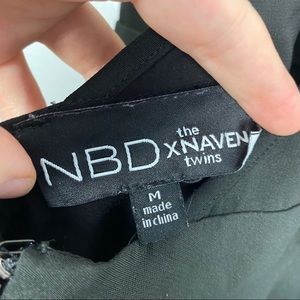 NBD x the NAVEN twins
M
made
in china